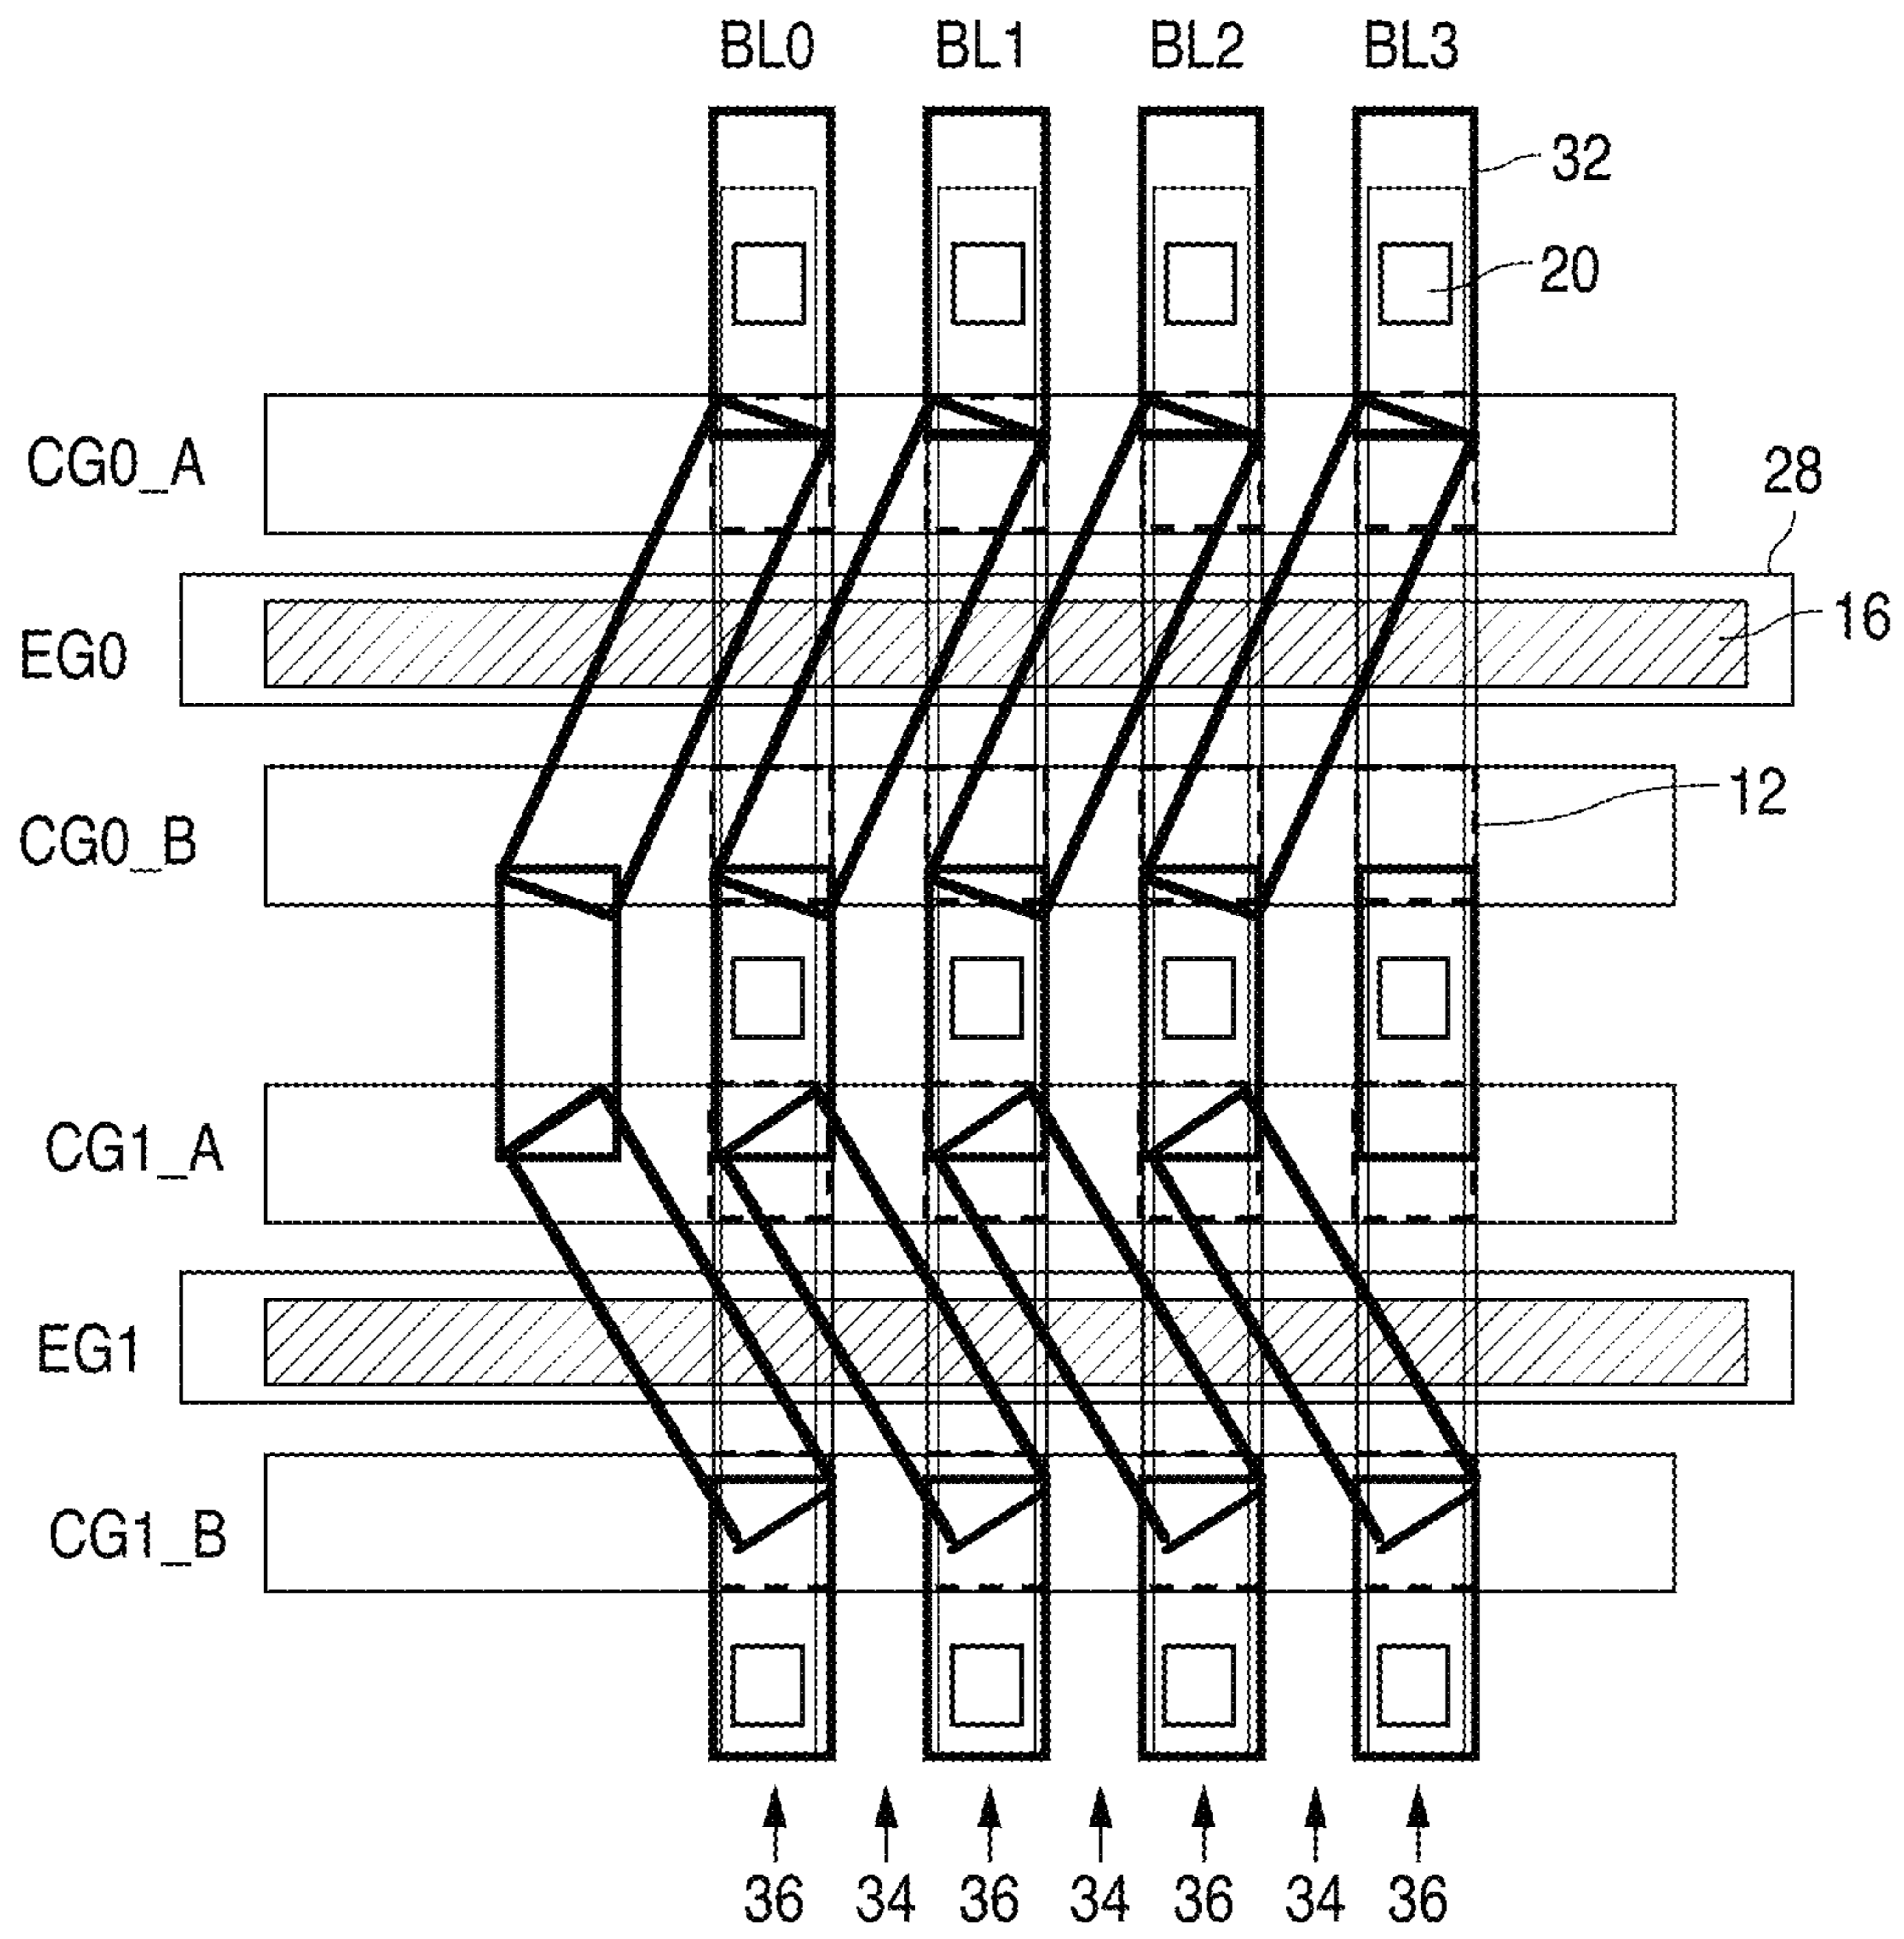 BL0 BL1 BL2 BL3
32
20
CG0_A
28
16
EG0
12
CG0_B
CG1_A
EG1
CG1_B
36 34 36 34 36 34 36